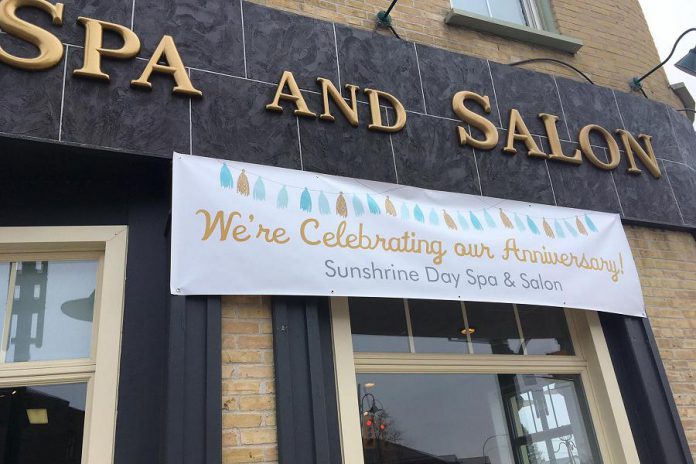 SPA AND SALON
We're Celebrating our Anniversary!
Sunshrine Day Spa & Salon